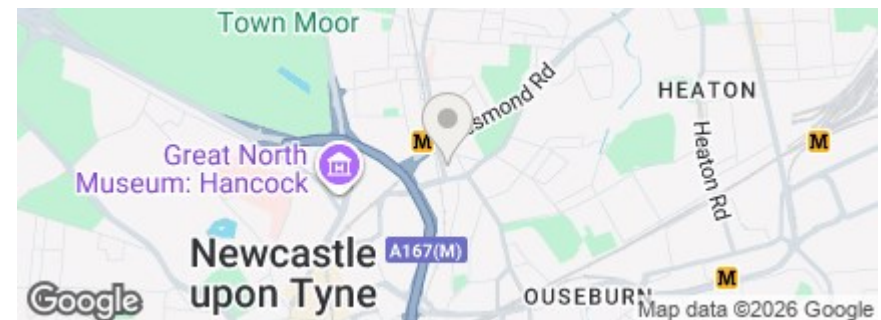 Town Moor
esmond Rd
HEATON
M
M
Great North
Museum: Hancock
Heaton Rd
Newcastle
upon Tyne
A167(M)
M
OUSEBURN
Google
Map data ©2026 Google